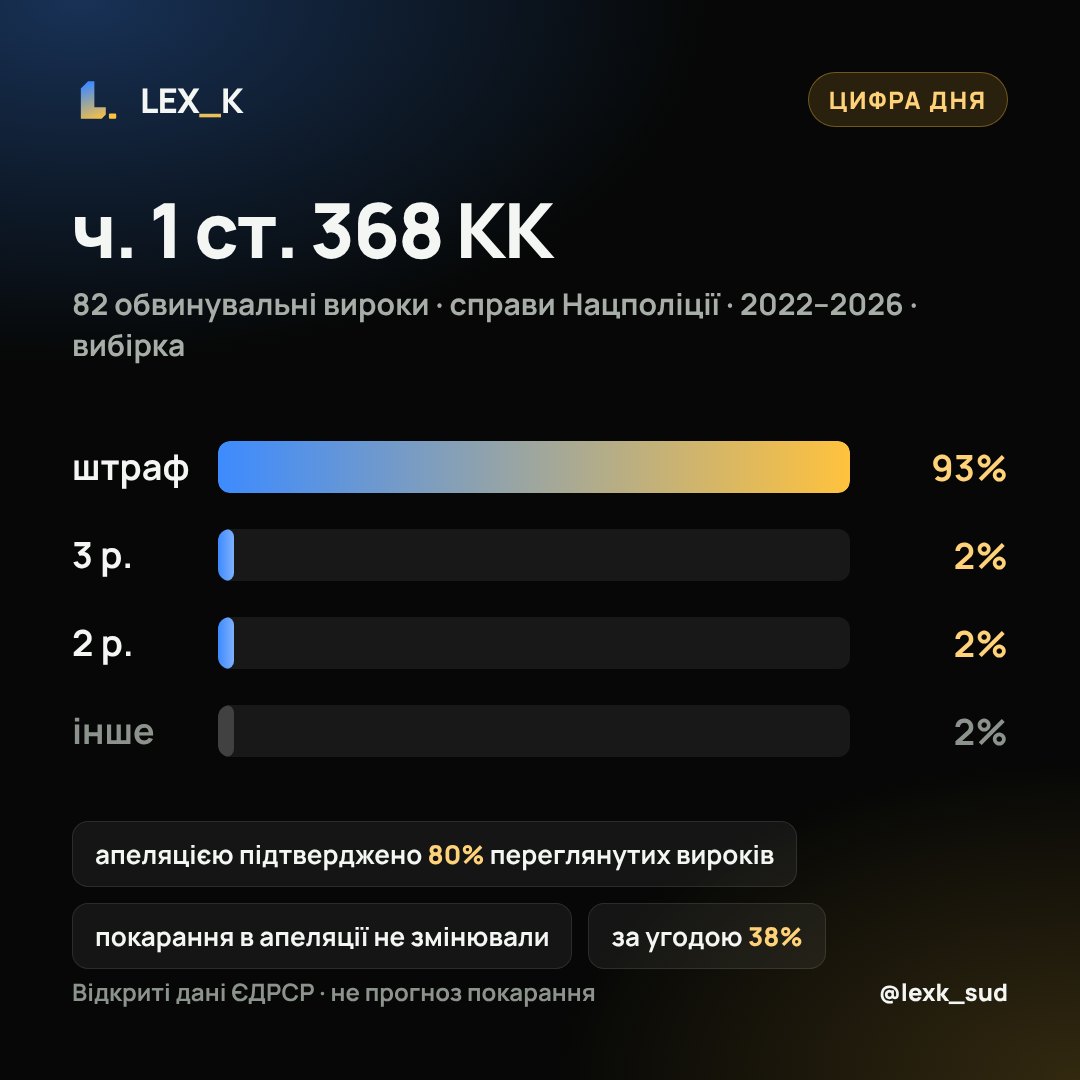 LEX_K
ЦИФРА ДНЯ
ч. 1 ст. 368 КК
82 обвинувальні вироки · справи Нацполіції · 2022–2026 ·
вибірка
штраф 93%
3 р. 2%
2 р. 2%
інше 2%
апеляцією підтверджено 80% переглянутих вироків
покарання в апеляції не змінювали
за угодою 38%
Відкриті дані ЄДРСР · не прогноз покарання
@lexk_sud